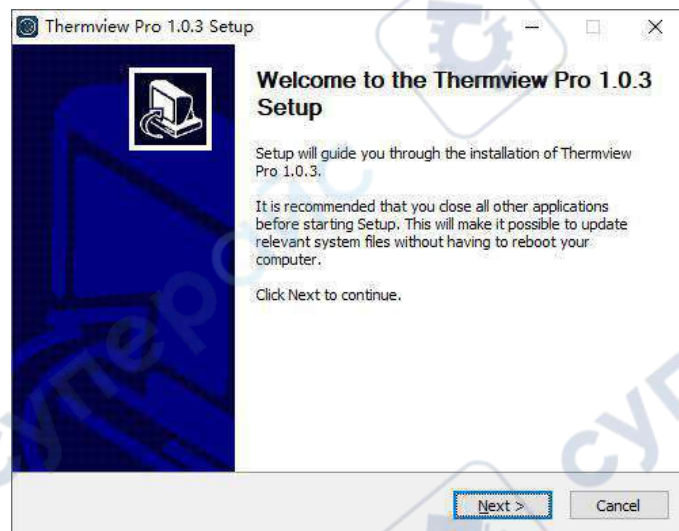 Thermview Pro 1.0.3 Setup
Welcome to the Thermview Pro 1.0.3
Setup
Setup will guide you through the installation of Thermview
Pro 1.0.3.
It is recommended that you close all other applications
before starting Setup. This will make it possible to update
relevant system files without having to reboot your
computer.
Click Next to continue.
суперайс
Next >
Cancel